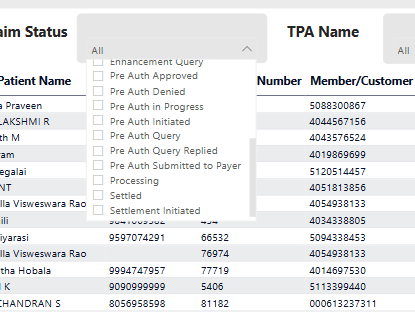 aim Status TPA Name
All All
Enhancement Query
Patient Name Number Member/Customer
Pre Auth Approved
Pre Auth Denied
a Praveen 5088300867
Pre Auth in Progress
LAKSHMI R 4044567156
Pre Auth Initiated
th M 4043576524
Pre Auth Query
ram 4019869699
Pre Auth Query Replied
egalai 5120514457
Pre Auth Submitted to Payer
NT 4051813856
Processing
lla Visweswara Rao 4054938133
Settled
ili 4034338805
Settlement Initiated
iyarasi 9597074291 66532 5094338453
lla Visweswara Rao 76974 4054938133
tha Hobala 9994747957 77719 4014697530
i K 9090999999 5406 5113399440
CHANDRAN S 8056958598 81182 000613237311